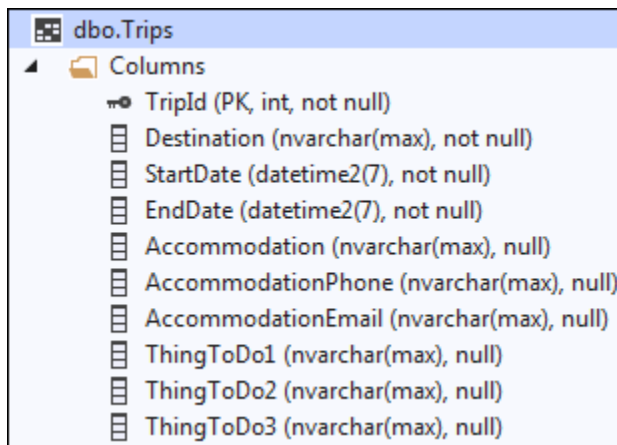 dbo.Trips
Columns
TripId (PK, int, not null)
Destination (nvarchar(max), not null)
StartDate (datetime2(7), not null)
EndDate (datetime2(7), not null)
Accommodation (nvarchar(max), null)
AccommodationPhone (nvarchar(max), null)
AccommodationEmail (nvarchar(max), null)
ThingToDo1 (nvarchar(max), null)
ThingToDo2 (nvarchar(max), null)
ThingToDo3 (nvarchar(max), null)